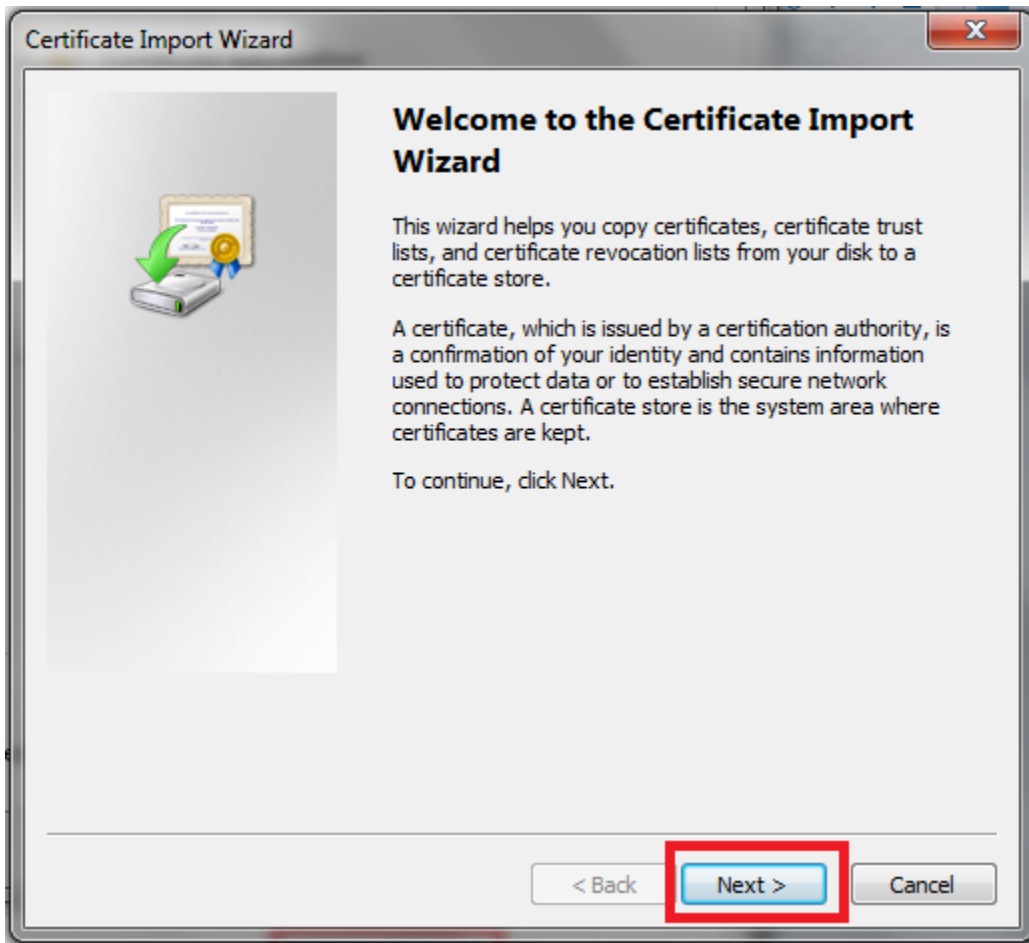 Certificate Import Wizard
X
Welcome to the Certificate Import
Wizard
This wizard helps you copy certificates, certificate trust
lists, and certificate revocation lists from your disk to a
certificate store.
A certificate, which is issued by a certification authority, is
a confirmation of your identity and contains information
used to protect data or to establish secure network
connections. A certificate store is the system area where
certificates are kept.
To continue, click Next.
< Back Next > Cancel